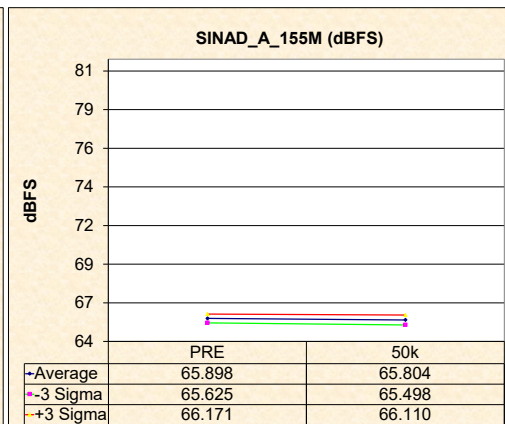 SINAD_A_155M (dBFS)
81
79
76
74
72
69
67
64
dBFS
PRE 50k
Average 65.898 65.804
-3 Sigma 65.625 65.498
+3 Sigma 66.171 66.110